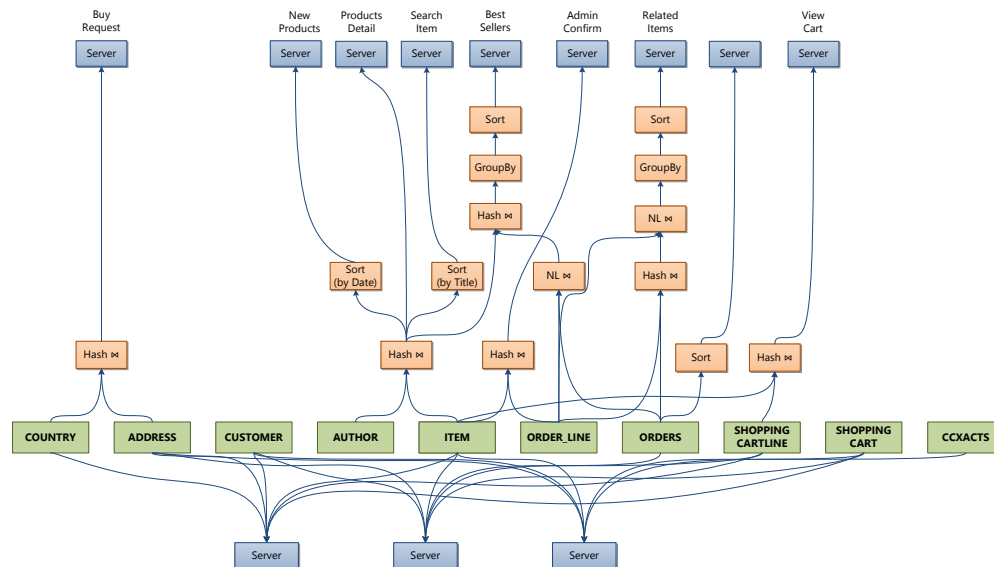 Buy
Request
New
Products
Products
Detail
Search
Item
Best
Sellers
Admin
Confirm
Related
Items
View
Cart
Server
Server
Server
Server
Server
Server
Server
Server
Server
Sort
Sort
GroupBy
GroupBy
Hash ⋈
NL ⋈
Sort
(by Date)
Sort
(by Title)
NL ⋈
Hash ⋈
Hash ⋈
Hash ⋈
Hash ⋈
Sort
Hash ⋈
COUNTRY
ADDRESS
CUSTOMER
AUTHOR
ITEM
ORDER_LINE
ORDERS
SHOPPING
CARTLINE
SHOPPING
CART
CCXACTS
Server
Server
Server